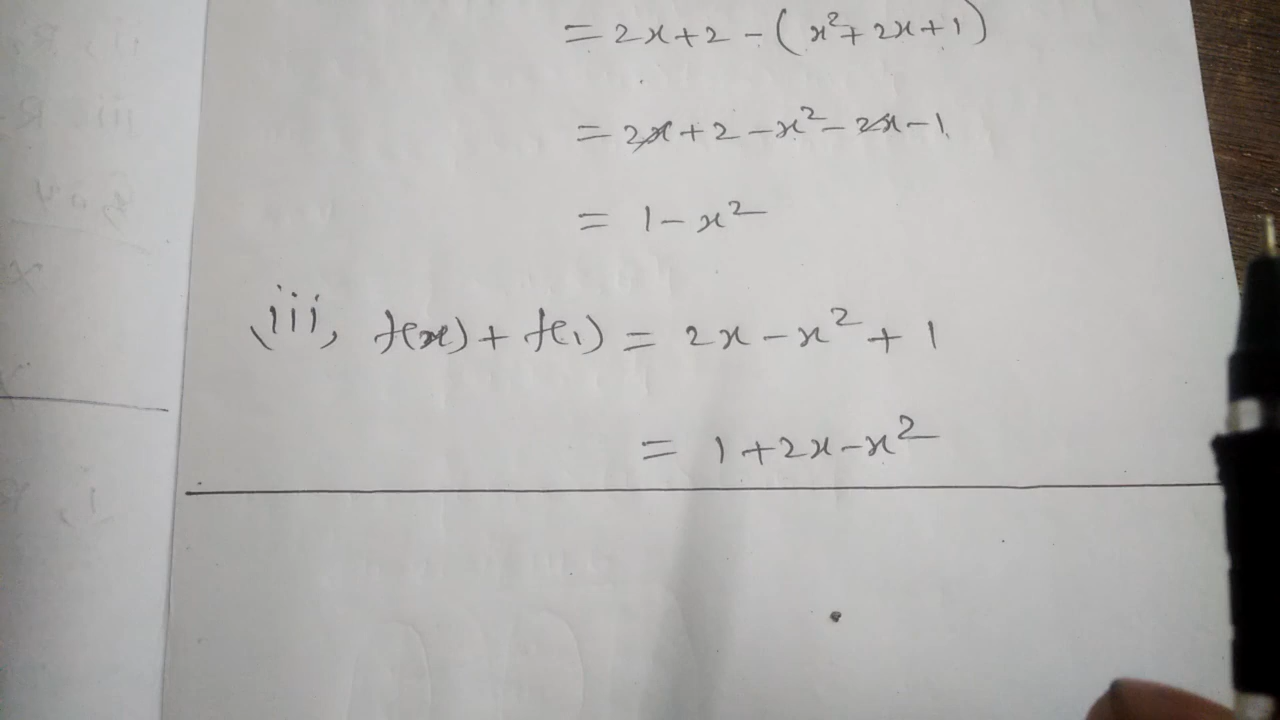 = 2x+2-(x²+2x+1)
= 2x+2-x²-2x-1
= 1-x²
iii, f(x)+f(1) = 2x-x²+1
= 1+2x-x²